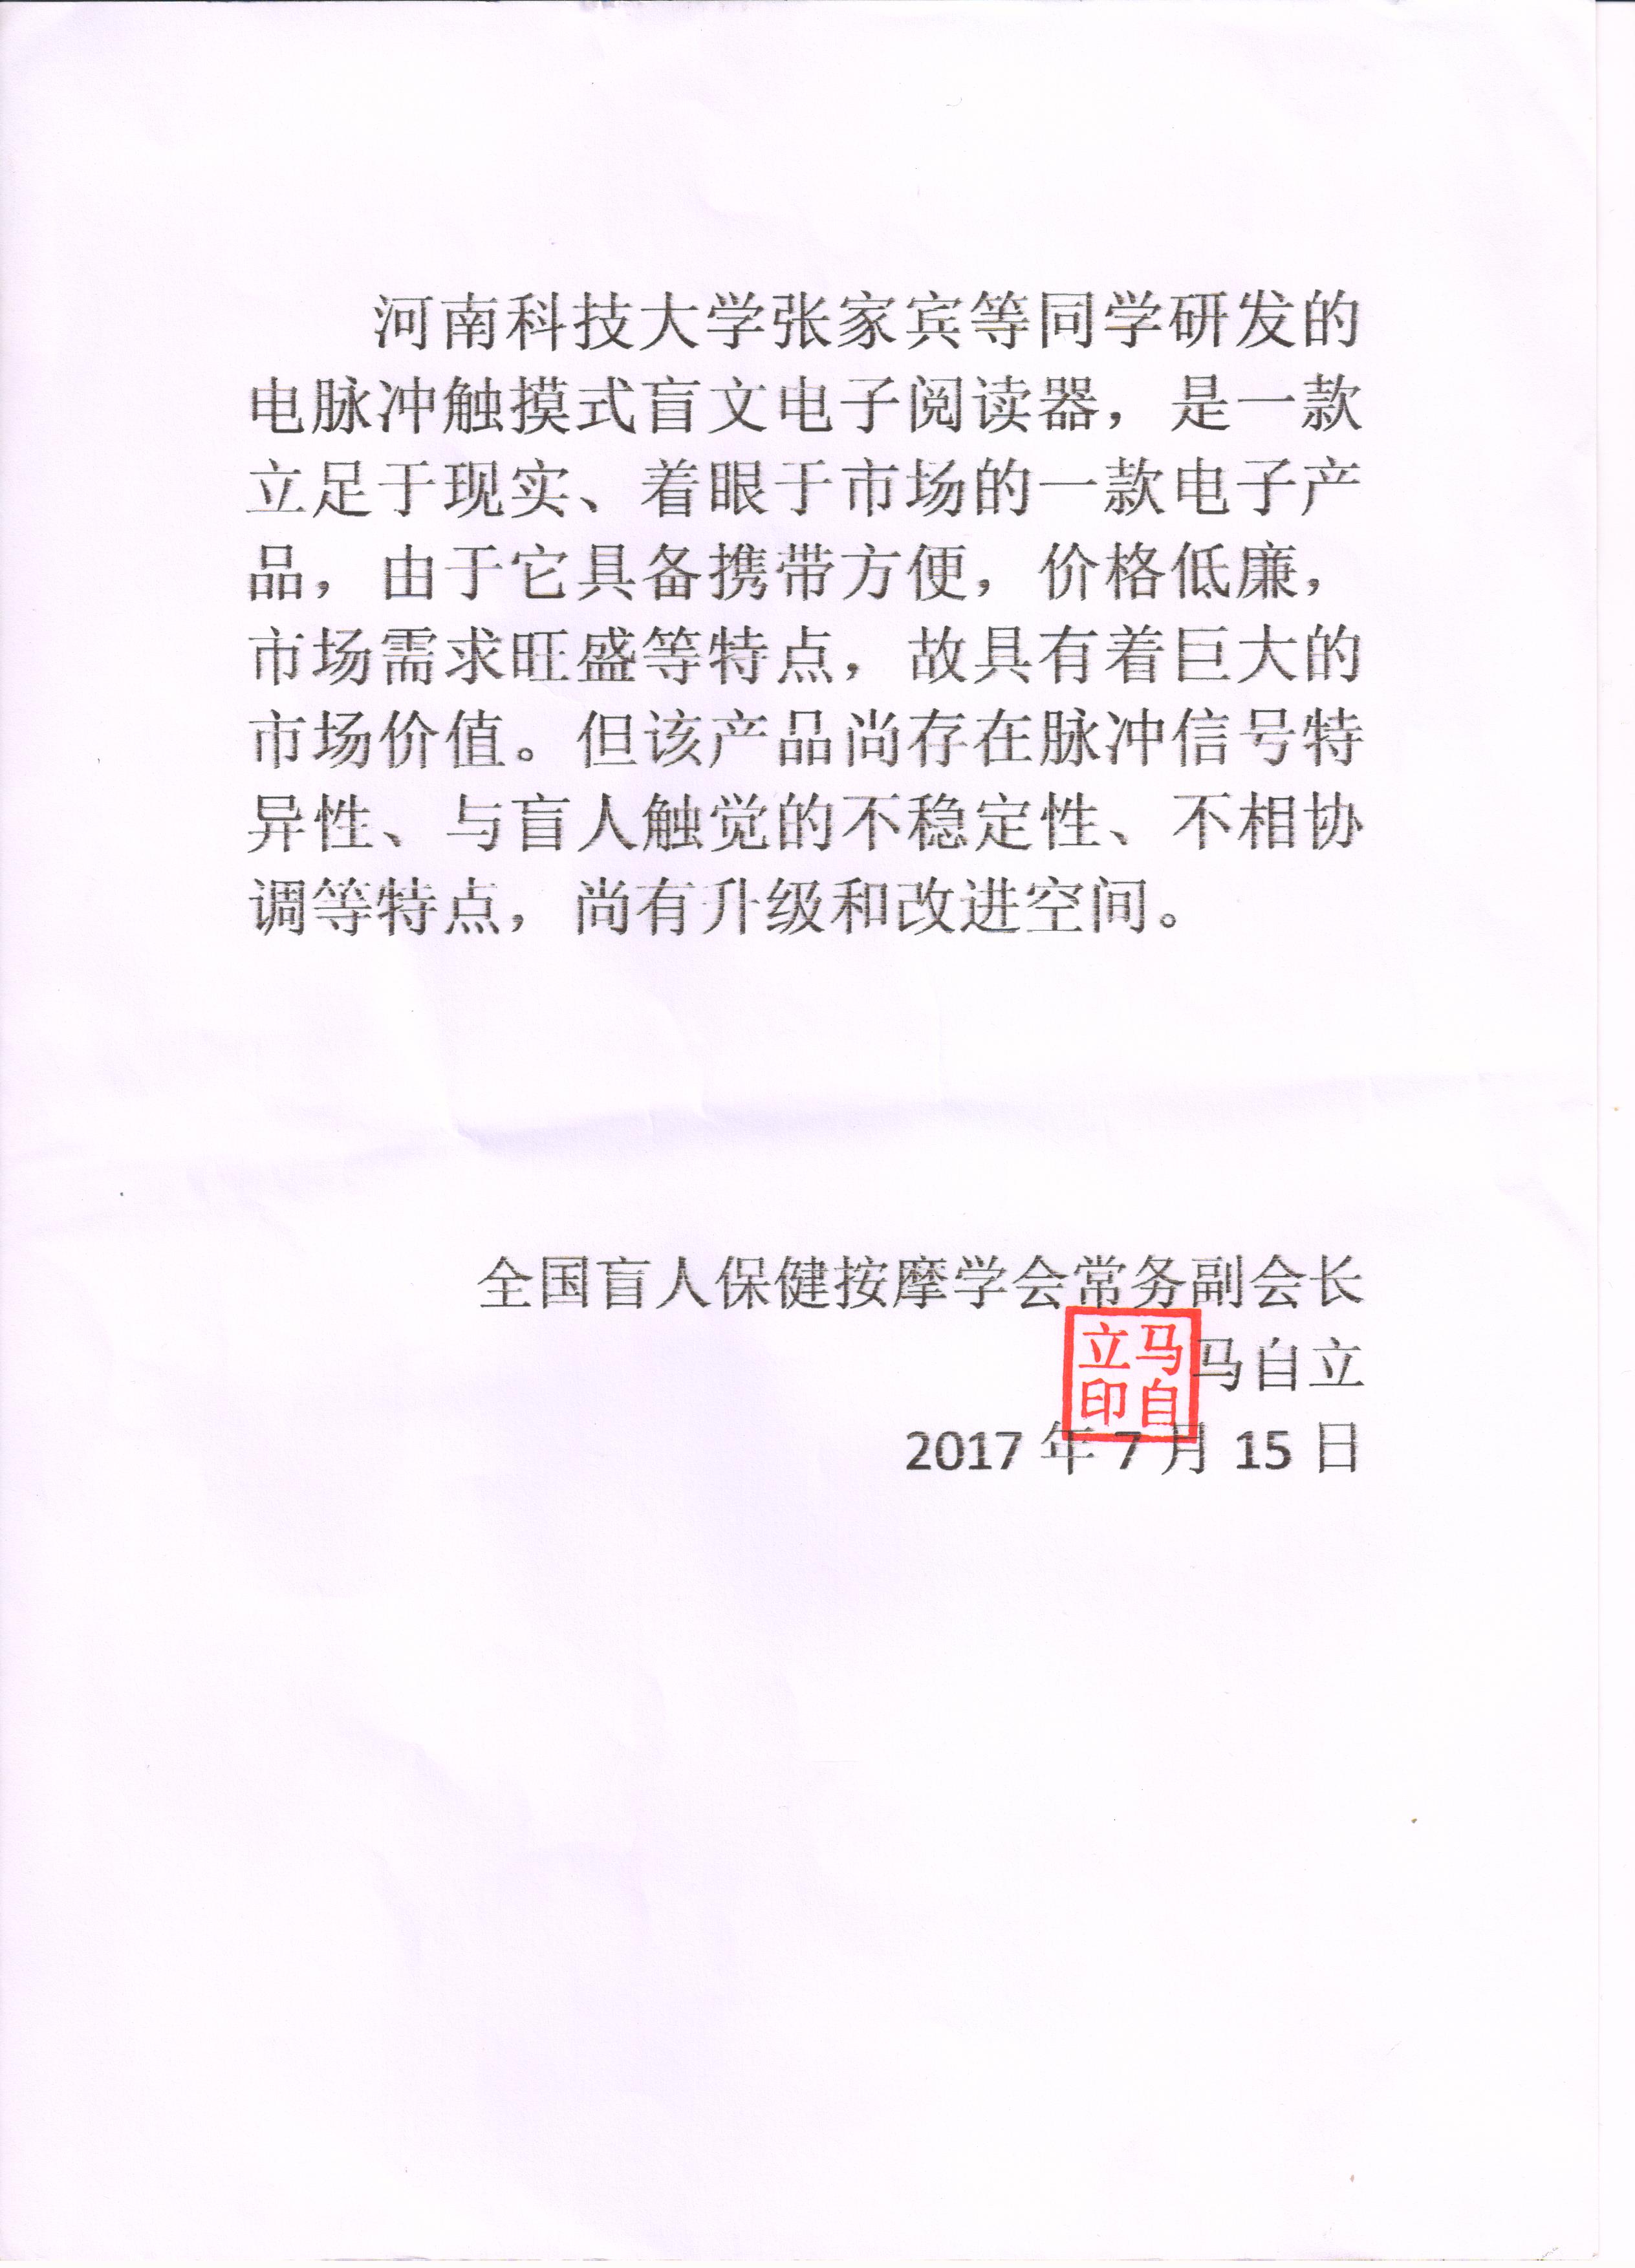 河南科技大学张家宾等同学研发的
电脉冲触摸式盲文电子阅读器，是一款
立足于现实、着眼于市场的一款电子产
品，由于它具备携带方便，价格低廉，
市场需求旺盛等特点，故具有着巨大的
市场价值。但该产品尚存在脉冲信号特
异性、与盲人触觉的不稳定性、不相协
调等特点，尚有升级和改进空间。
全国盲人保健按摩学会常务副会长
马自立
马自立印
2017 年 7 月 15 日